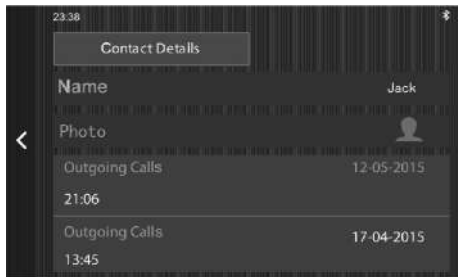 23:38
Contact Details
Name Jack
Photo
Outgoing Calls 12-05-2015
21:06
Outgoing Calls 17-04-2015
13:45